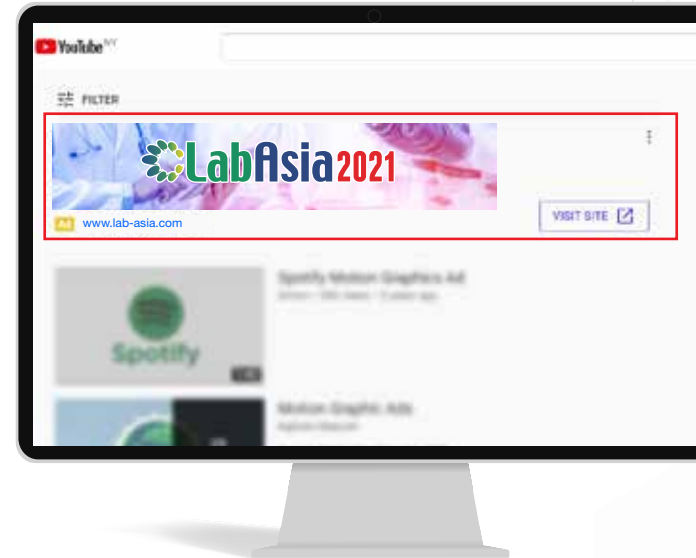 YouTube MY
FILTER
LabAsia 2021
Ad www.lab-asia.com
VISIT SITE
Spotify Motion Graphics Ad
Spotify
Motion Graphic Ads